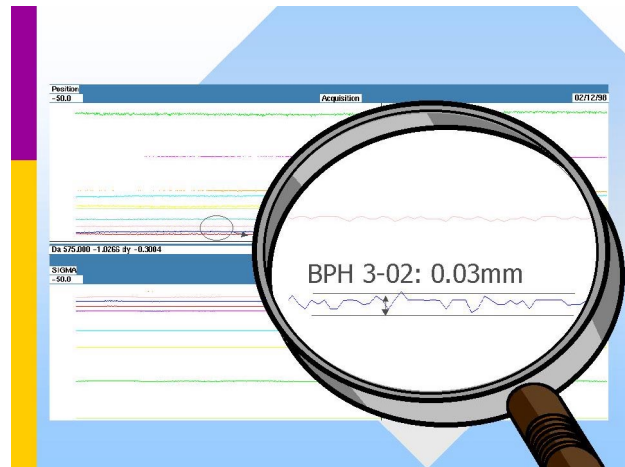 Position
-50.0
Acquisition
02/12/98
Da 575.000 -1.0266 dy -0.3004
SIGMA
-50.0
BPH 3-02: 0.03mm